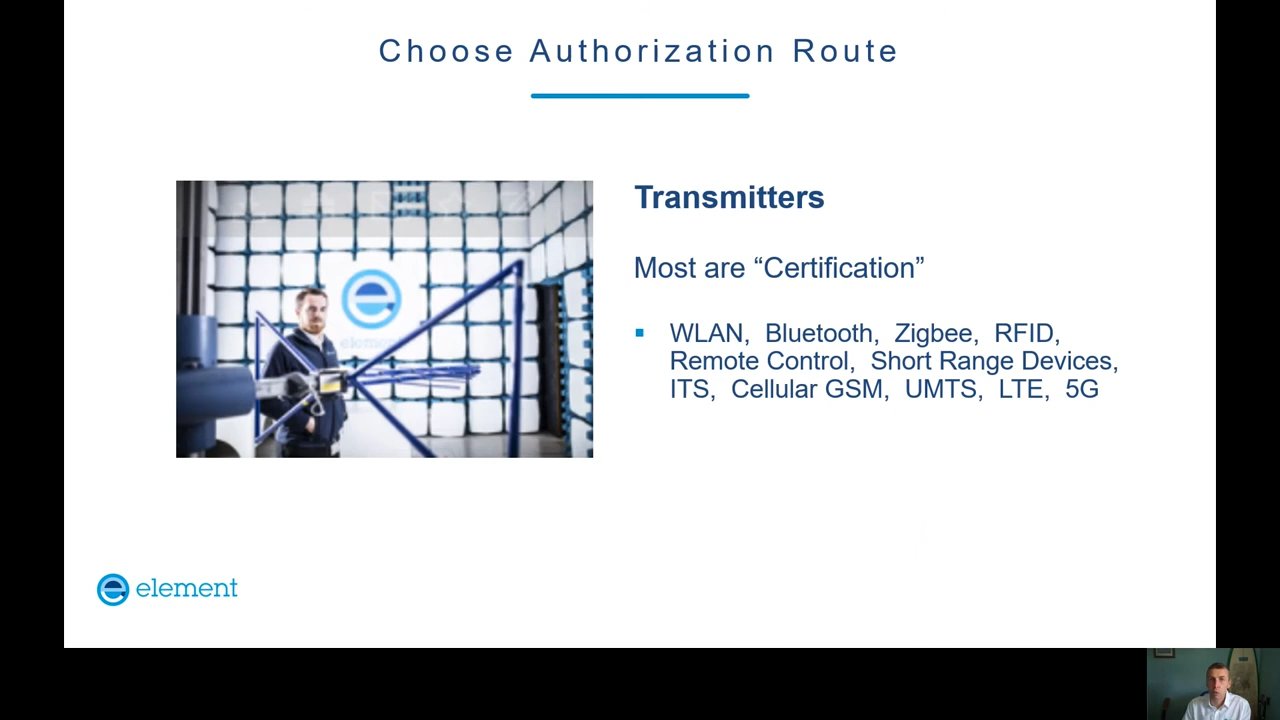 Choose Authorization Route
Transmitters
Most are “Certification”
▪ WLAN, Bluetooth, Zigbee, RFID,
Remote Control, Short Range Devices,
ITS, Cellular GSM, UMTS, LTE, 5G
element
element